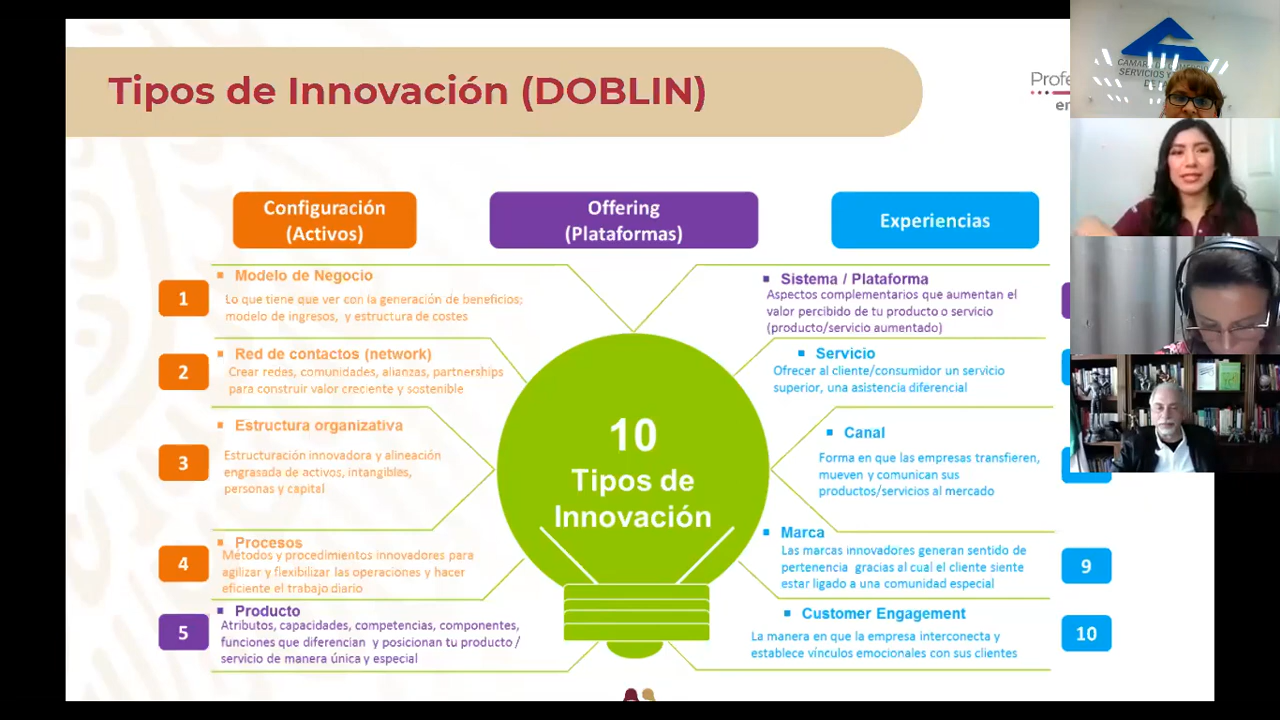 Tipos de Innovación (DOBLIN)
Profe
en
CAMARA DE COMERCIO
SERVICIOS Y
DE
Configuración
(Activos)
Offering
(Plataformas)
Experiencias
1
Modelo de Negocio
Lo que tiene que ver con la generación de beneficios;
modelo de ingresos, y estructura de costes
2
Red de contactos (network)
Crear redes, comunidades, alianzas, partnerships
para construir valor creciente y sostenible
3
Estructura organizativa
Estructuración innovadora y alineación
engrasada de activos, intangibles,
personas y capital
4
Procesos
Métodos y procedimientos innovadores para
agilizar y flexibilizar las operaciones y hacer
eficiente el trabajo diario
5
Producto
Atributos, capacidades, competencias, componentes,
funciones que diferencian y posicionan tu producto /
servicio de manera única y especial
10
Tipos de
Innovación
Sistema / Plataforma
Aspectos complementarios que aumentan el
valor percibido de tu producto o servicio
(producto/servicio aumentado)
Servicio
Ofrecer al cliente/consumidor un servicio
superior, una asistencia diferencial
Canal
Forma en que las empresas transfieren,
mueven y comunican sus
productos/servicios al mercado
Marca
Las marcas innovadores generan sentido de
pertenencia gracias al cual el cliente siente
estar ligado a una comunidad especial
9
Customer Engagement
La manera en que la empresa interconecta y
establece vínculos emocionales con sus clientes
10